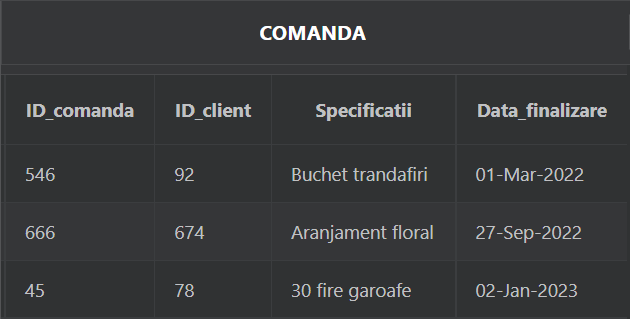 COMANDA
ID_comanda ID_client Specificatii Data_finalizare
546 92 Buchet trandafiri 01-Mar-2022
666 674 Aranjament floral 27-Sep-2022
45 78 30 fire garoafe 02-Jan-2023